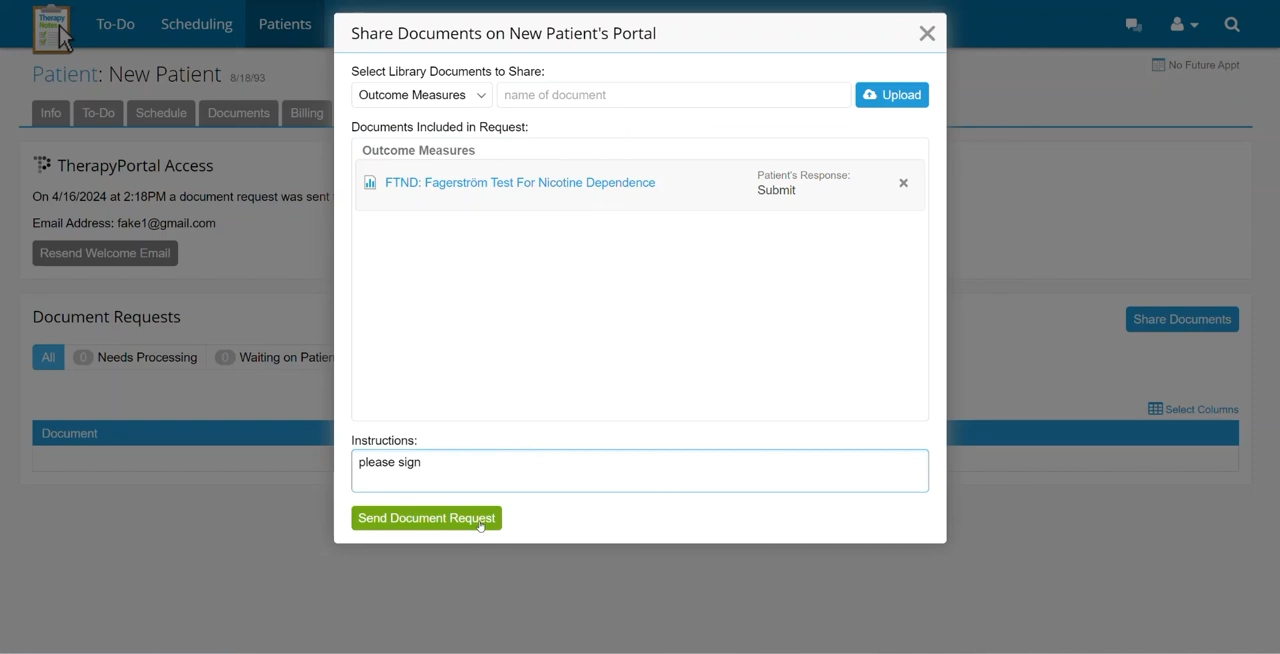 Therapy Notes
To-Do
Scheduling
Patients
Patient: New Patient 8/18/93
No Future Appt
Info
To-Do
Schedule
Documents
Billing
TherapyPortal Access
On 4/16/2024 at 2:18PM a document request was sent
Email Address: fake1@gmail.com
Resend Welcome Email
Document Requests
Share Documents
All
0 Needs Processing
0 Waiting on Patien
Select Columns
Document
Share Documents on New Patient's Portal
Select Library Documents to Share:
Outcome Measures
name of document
Upload
Documents Included in Request:
Outcome Measures
FTND: Fagerström Test For Nicotine Dependence
Patient's Response:
Submit
Instructions:
please sign
Send Document Request